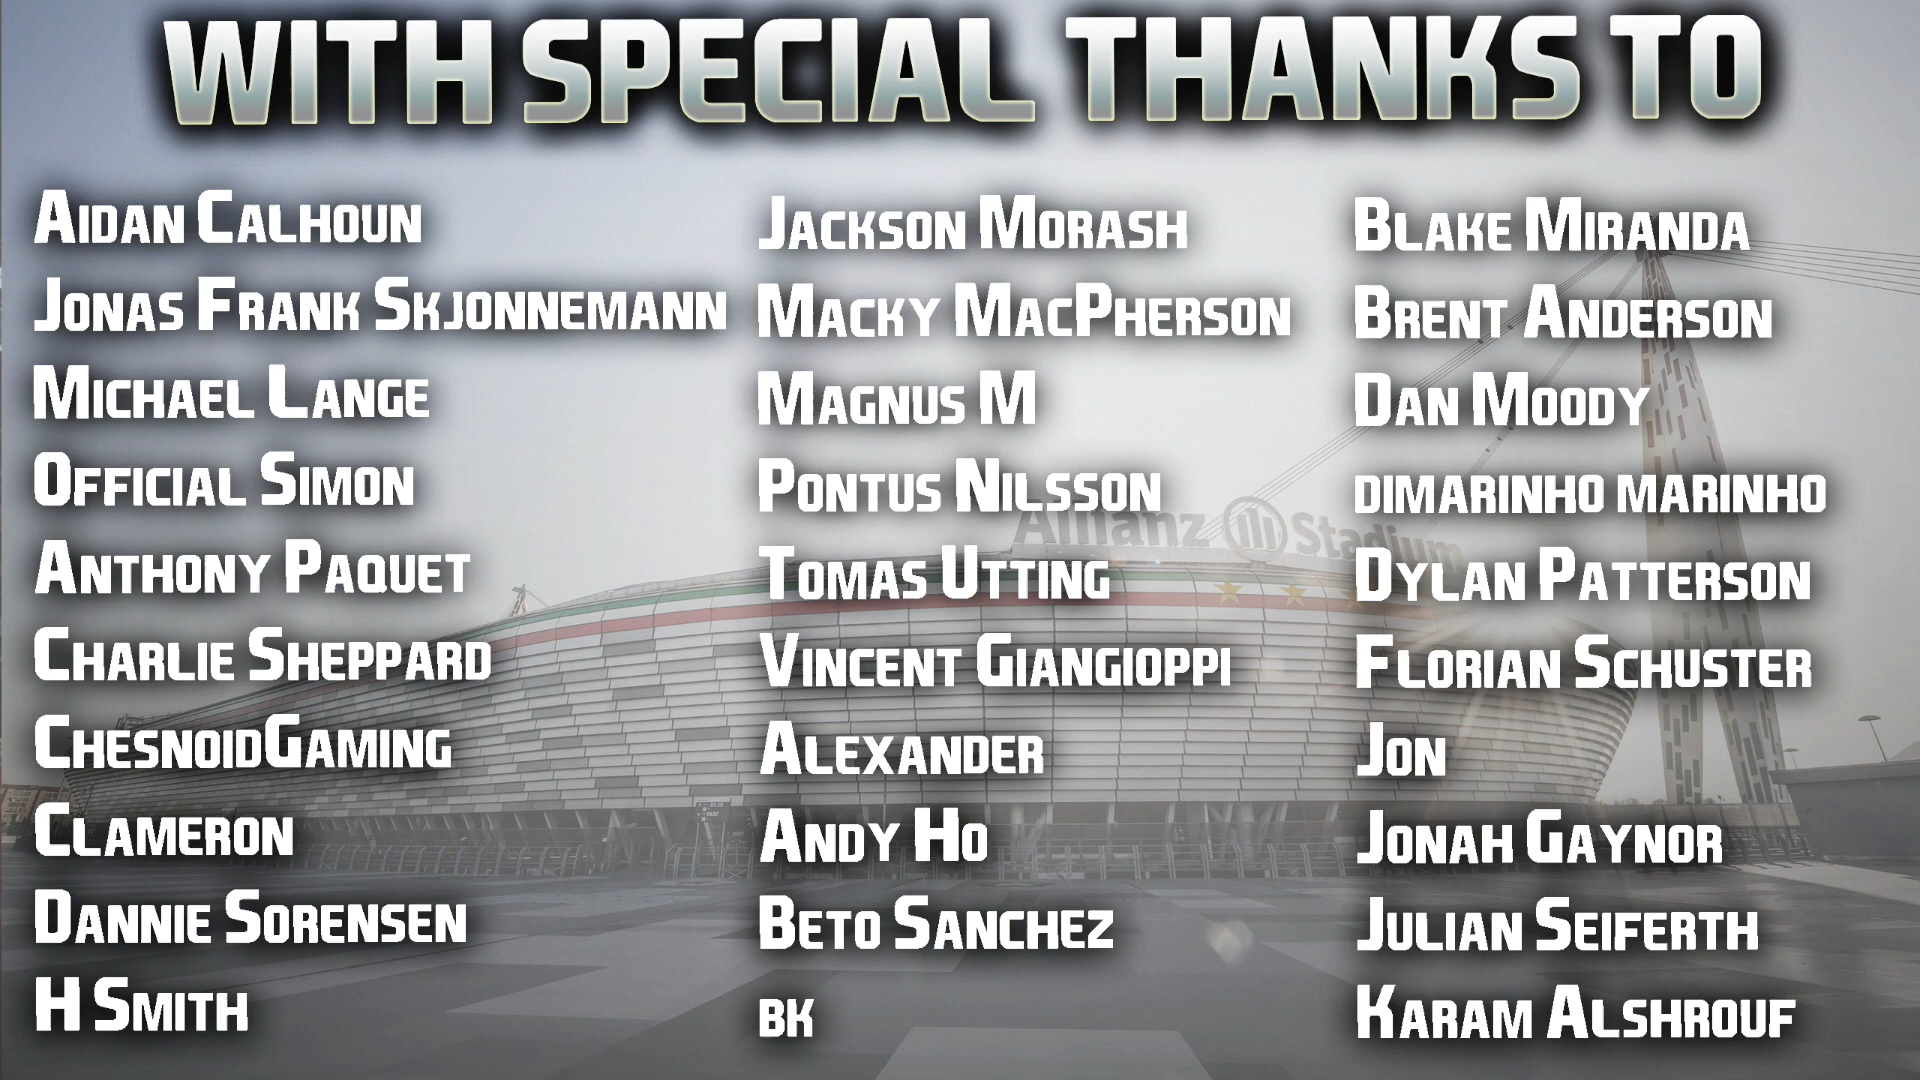 WITH SPECIAL THANKS TO
Aidan Calhoun
Jonas Frank Skjonnemann
Michael Lange
Official Simon
Anthony Paquet
Charlie Sheppard
ChesnoidGaming
Clameron
Dannie Sorensen
H Smith
Jackson Morash
Macky MacPherson
Magnus M
Pontus Nilsson
Tomas Utting
Vincent Giangioppi
Alexander
Andy Ho
Beto Sanchez
bk
Blake Miranda
Brent Anderson
Dan Moody
dimarinho marinho
Dylan Patterson
Florian Schuster
Jon
Jonah Gaynor
Julian Seiferth
Karam Alshrouf
Allianz Stadium